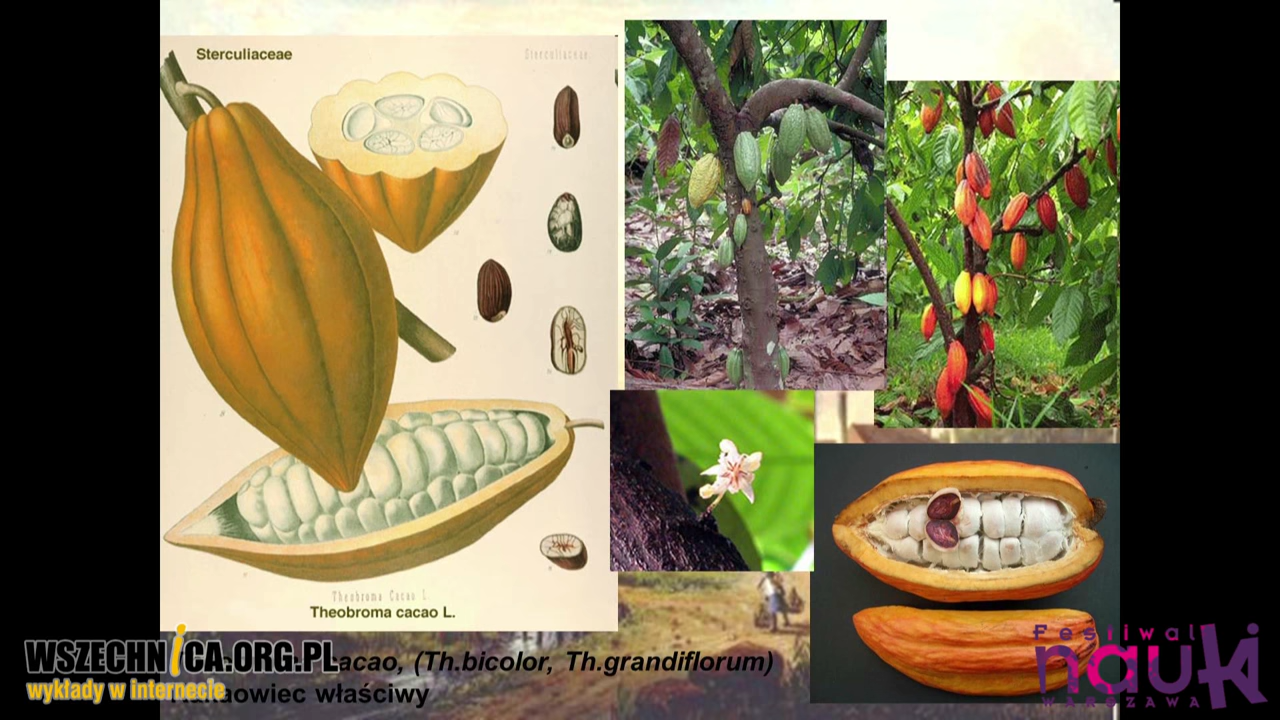 Sterculiaceae
Sterculiaceae.
Theobroma Cacao L.
Theobroma cacao L.
WSZECHNICA.ORG.PL
wykłady w internecie
acao, (Th.bicolor, Th.grandiflorum)
aowiec właściwy
Festiwal
nauki
WARSZAWA